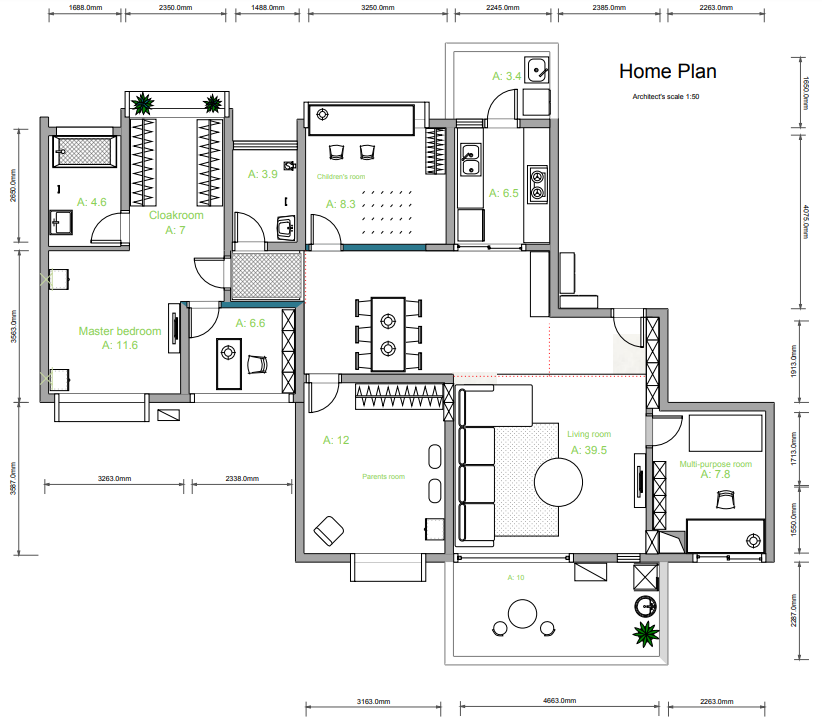 1688.0mm
2350.0mm
1488.0mm
3250.0mm
2245.0mm
2385.0mm
2263.0mm
Home Plan
Architect's scale 1:50
A: 3.4
1650.0mm
2650.0mm
A: 4.6
Cloakroom
A: 7
A: 3.9
Children's room
A: 8.3
A: 6.5
4075.0mm
3563.0mm
Master bedroom
A: 11.6
A: 6.6
1913.0mm
A: 12
Parents room
Living room
A: 39.5
Multi-purpose room
A: 7.8
1713.0mm
3587.0mm
3263.0mm
2338.0mm
1550.0mm
A: 10
2287.0mm
3163.0mm
4663.0mm
2263.0mm